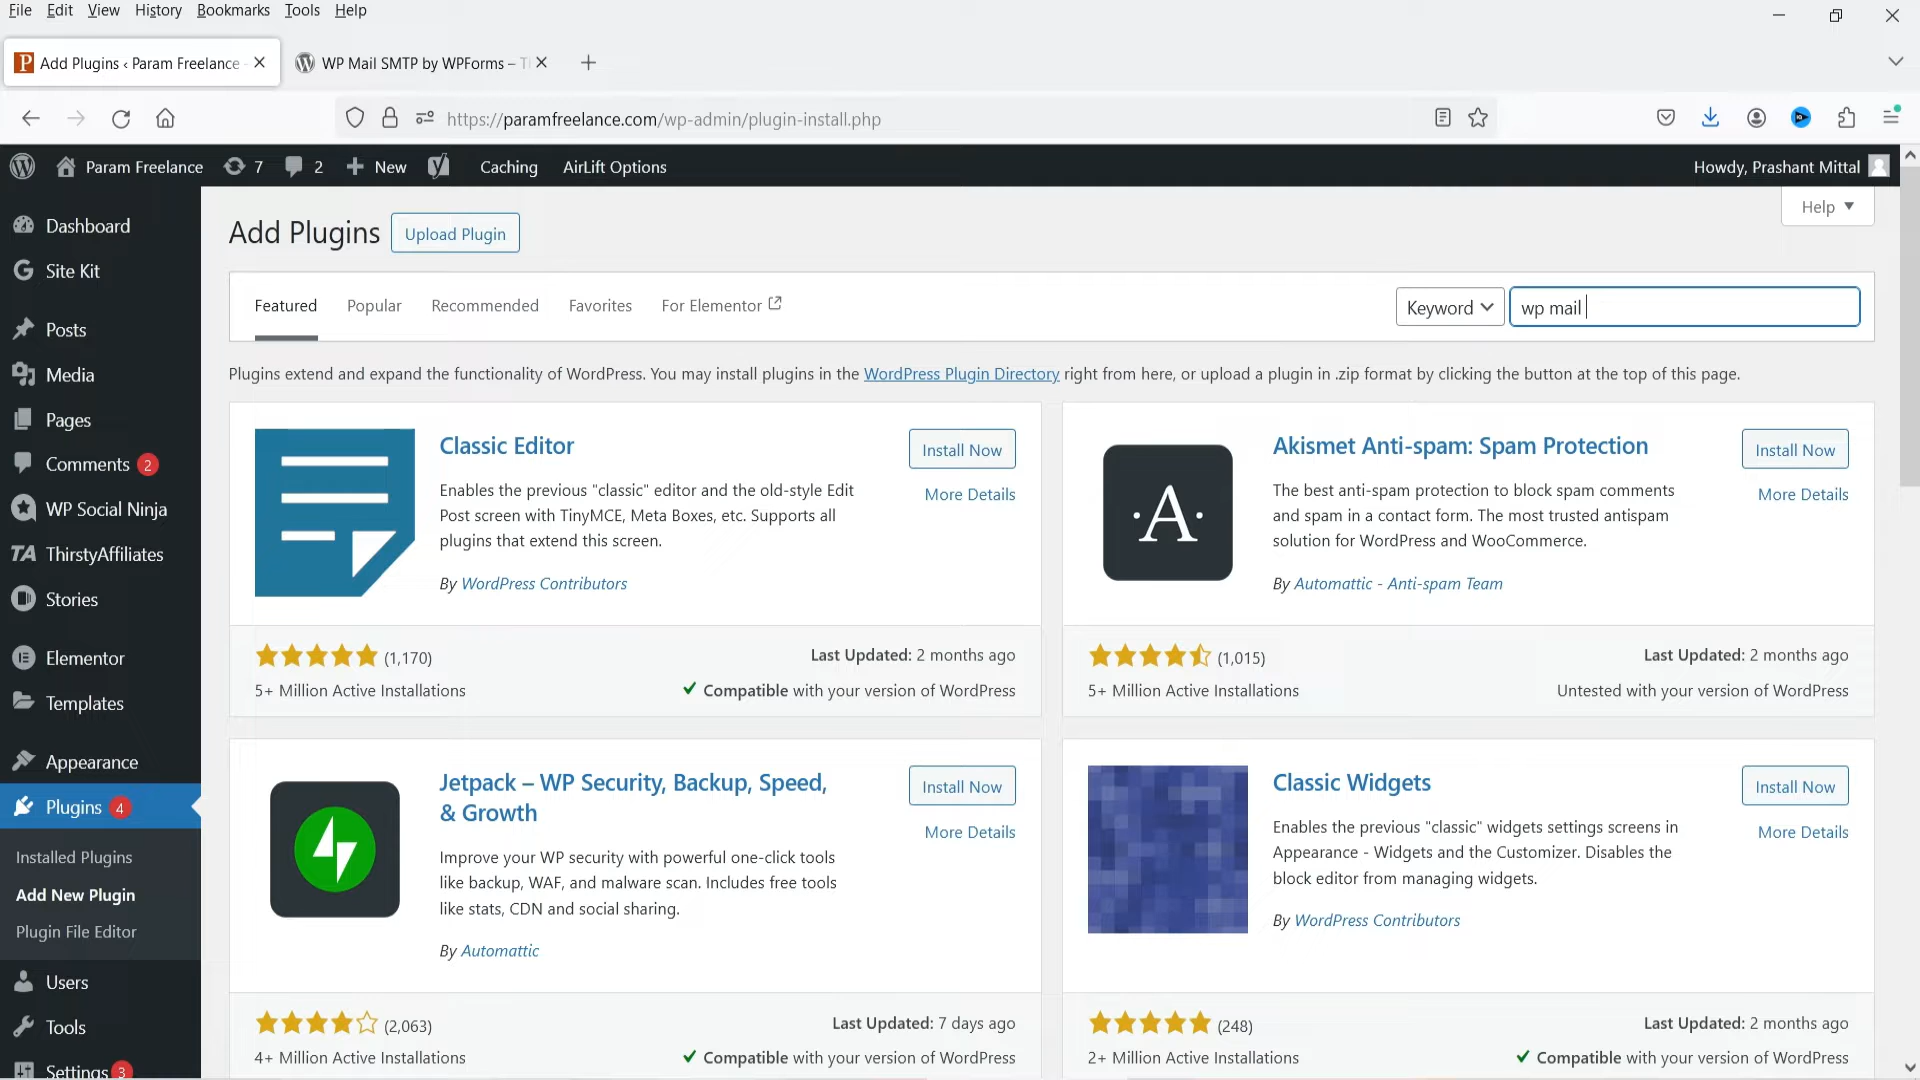 File Edit View History Bookmarks Tools Help
Add Plugins ‹ Param Freelance
WP Mail SMTP by WPForms –
https://paramfreelance.com/wp-admin/plugin-install.php
Param Freelance 7 2 New Caching AirLift Options Howdy, Prashant Mittal
Dashboard
Site Kit
Posts
Media
Pages
Comments 2
WP Social Ninja
TA ThirstyAffiliates
Stories
Elementor
Templates
Appearance
Plugins 4
Installed Plugins
Add New Plugin
Plugin File Editor
Users
Tools
Settings 3
Help
Add Plugins Upload Plugin
Featured Popular Recommended Favorites For Elementor Keyword wp mail
Plugins extend and expand the functionality of WordPress. You may install plugins in the WordPress Plugin Directory right from here, or upload a plugin in .zip format by clicking the button at the top of this page.
Classic Editor
Install Now
More Details
Enables the previous "classic" editor and the old-style Edit
Post screen with TinyMCE, Meta Boxes, etc. Supports all
plugins that extend this screen.
By WordPress Contributors
(1,170) Last Updated: 2 months ago
5+ Million Active Installations Compatible with your version of WordPress
A
Akismet Anti-spam: Spam Protection
Install Now
More Details
The best anti-spam protection to block spam comments
and spam in a contact form. The most trusted antispam
solution for WordPress and WooCommerce.
By Automattic - Anti-spam Team
(1,015) Last Updated: 2 months ago
5+ Million Active Installations Untested with your version of WordPress
Jetpack – WP Security, Backup, Speed,
& Growth
Install Now
More Details
Improve your WP security with powerful one-click tools
like backup, WAF, and malware scan. Includes free tools
like stats, CDN and social sharing.
By Automattic
(2,063) Last Updated: 7 days ago
4+ Million Active Installations Compatible with your version of WordPress
Classic Widgets
Install Now
More Details
Enables the previous "classic" widgets settings screens in
Appearance - Widgets and the Customizer. Disables the
block editor from managing widgets.
By WordPress Contributors
(248) Last Updated: 2 months ago
2+ Million Active Installations Compatible with your version of WordPress